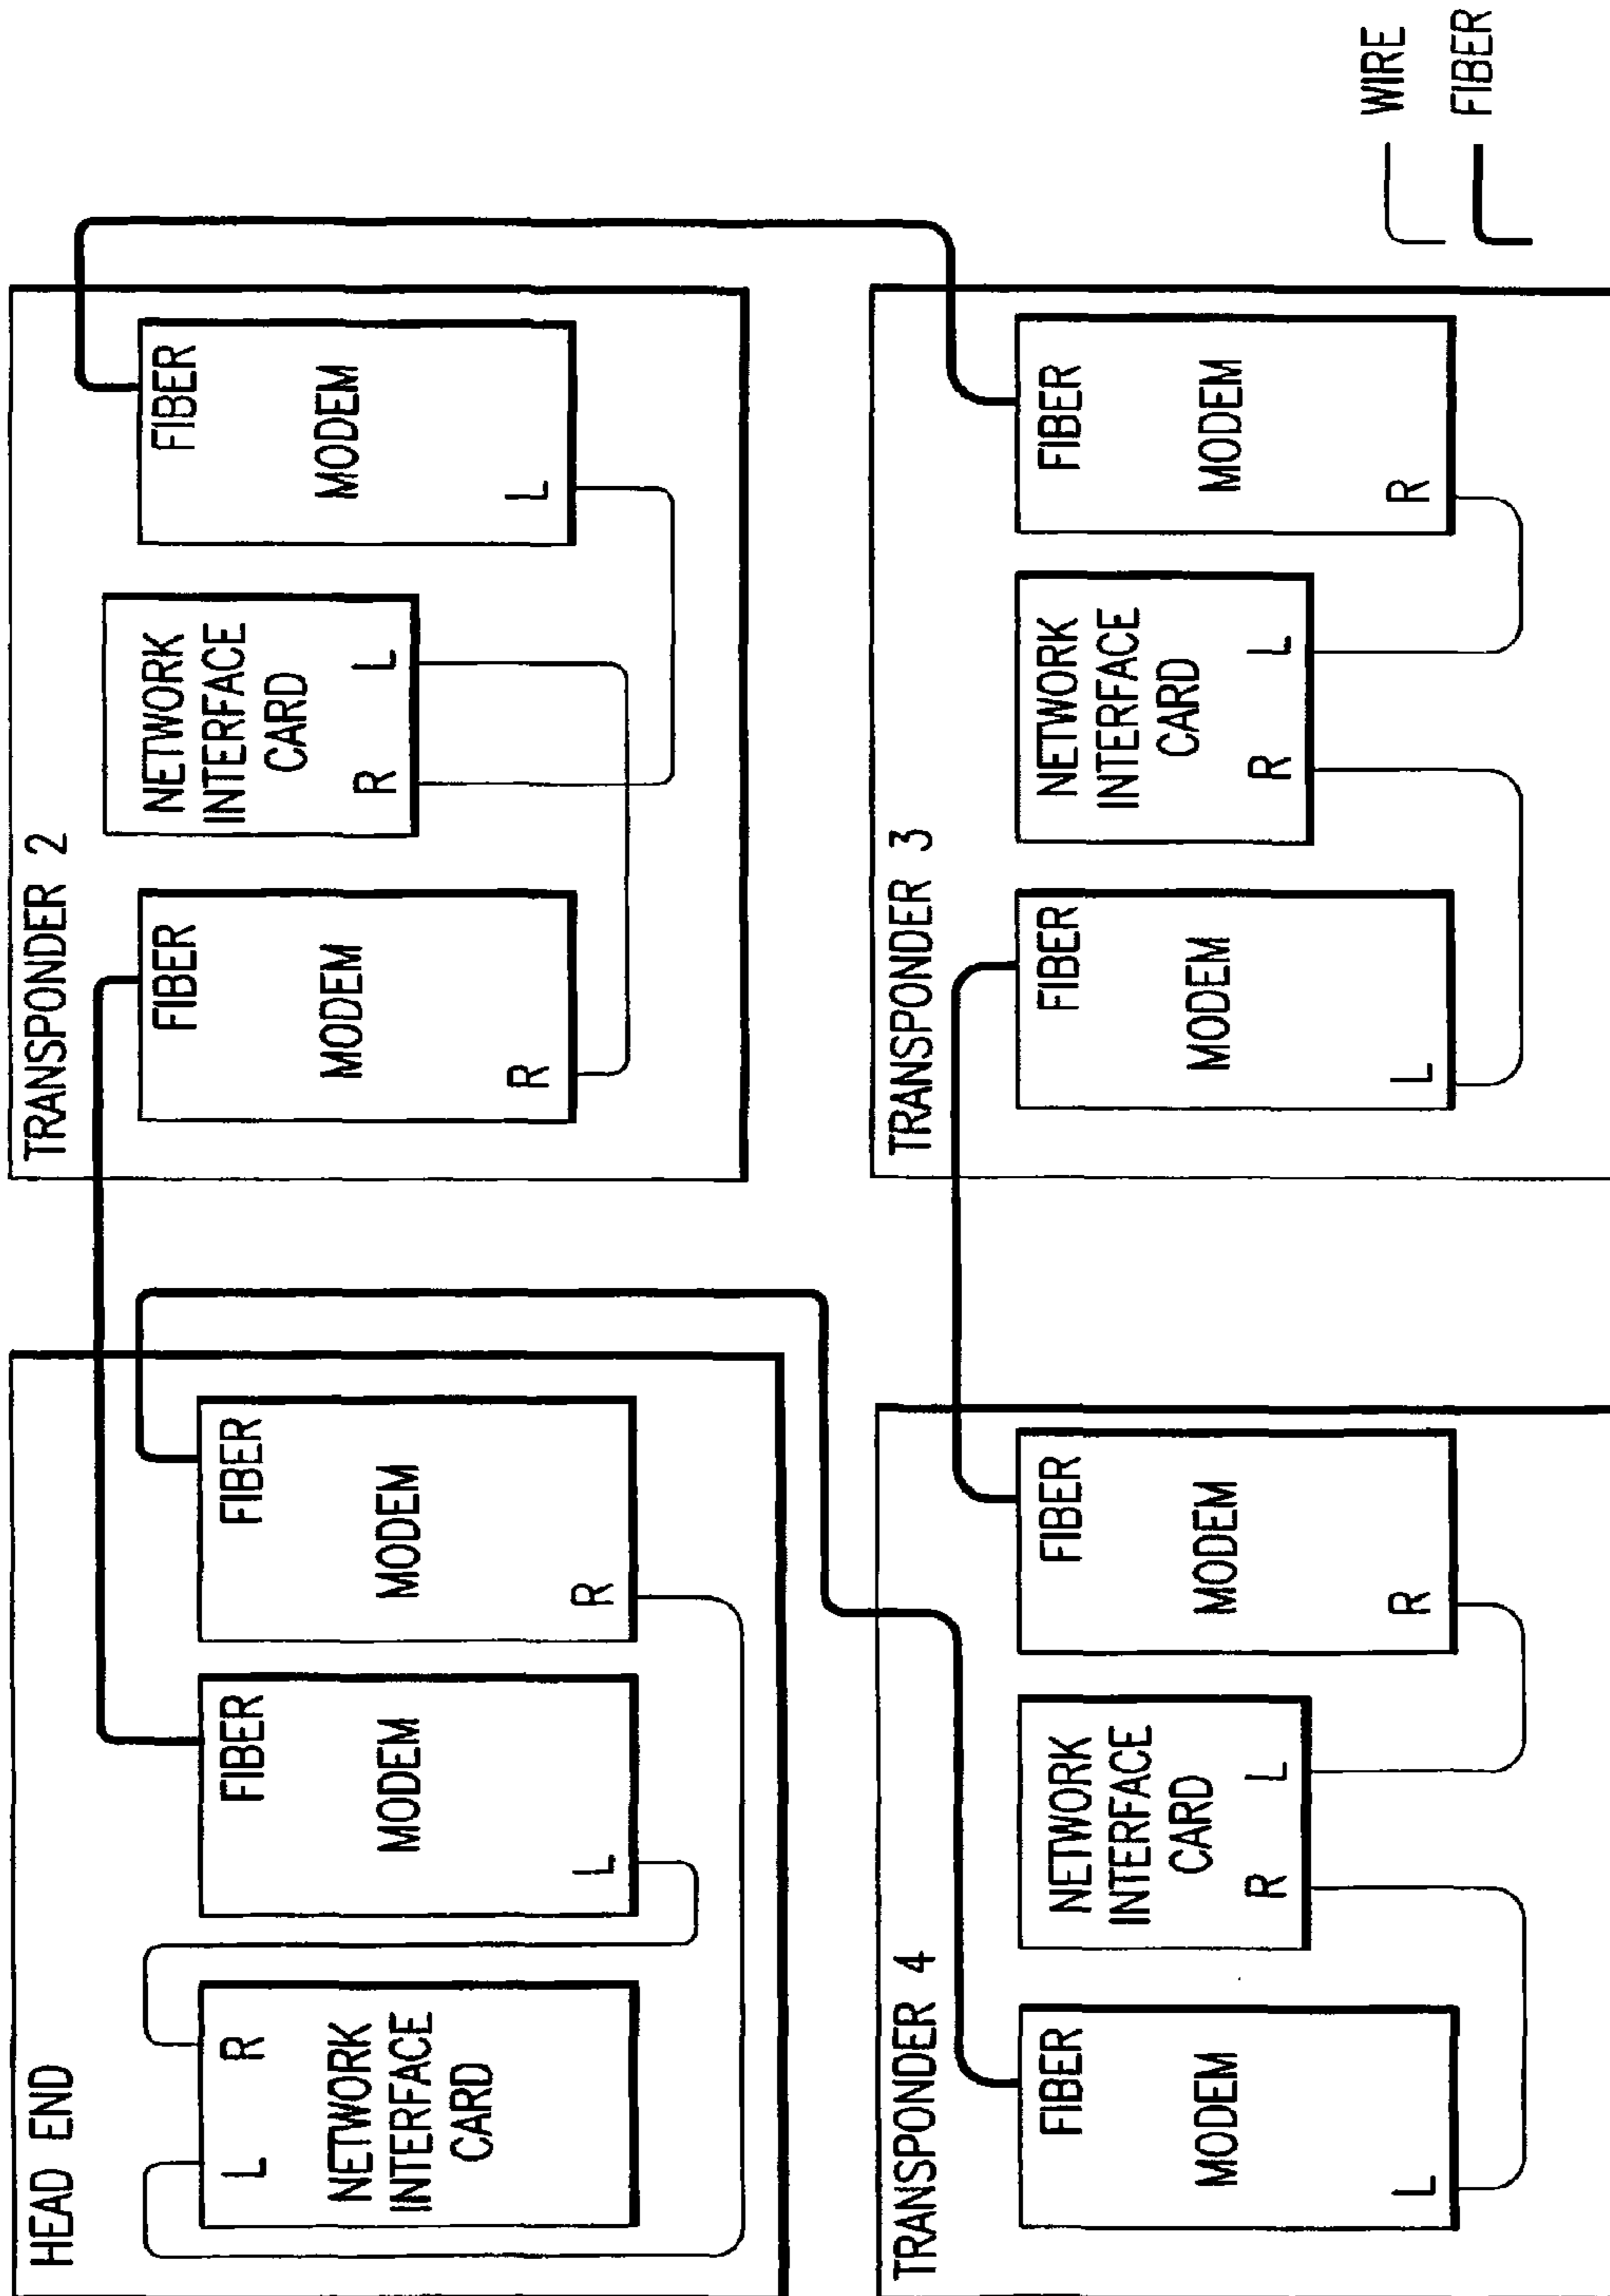 HEAD END
L R
NETWORK
INTERFACE
CARD
FIBER
MODEM
L
FIBER
MODEM
R
TRANSPONDER 2
FIBER
MODEM
R
NETWORK
INTERFACE
CARD
R L
FIBER
MODEM
L
TRANSPONDER 4
FIBER
MODEM
L
NETWORK
INTERFACE
CARD
R L
FIBER
MODEM
R
TRANSPONDER 3
FIBER
MODEM
L
NETWORK
INTERFACE
CARD
R L
FIBER
MODEM
R
WIRE
FIBER